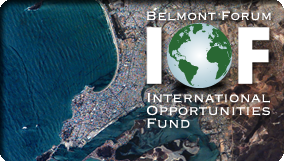 BELMONT FORUM
IOF
INTERNATIONAL
OPPORTUNITIES
FUND